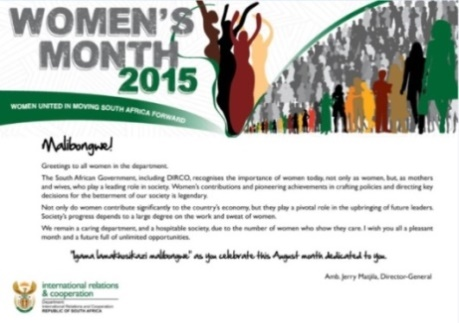 WOMEN'S
MONTH
2015
WOMEN UNITED IN MOVING SOUTH AFRICA FORWARD
Malibongwe!
Greetings to all women in the department.
The South African Government, including DIRCO, recognises the importance of women today, not only as women, but, as mothers
and wives, who play a leading role in society. Women's contributions and pioneering achievements in crafting policies and directing key
decisions for the betterment of our society is legendary.
Not only do women contribute significantly to the country's economy, but they play a pivotal role in the upbringing of future leaders.
Society's progress depends to a large degree on the work and sweat of women.
We remain a caring department, and a hospitable society, due to the number of women who show they care. I wish you all a pleasant
month and a future full of unlimited opportunities.
"Igama lamakhosikazi malibongwe" as you celebrate this August month dedicated to you.
Amb. Jerry Matjila, Director-General
international relations
& cooperation
Department:
International Relations and Cooperation
REPUBLIC OF SOUTH AFRICA